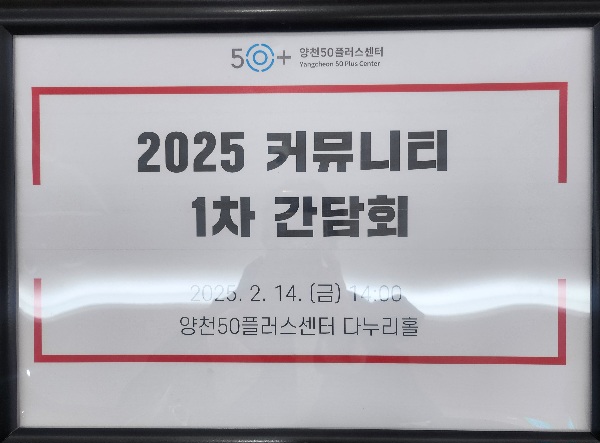 50+ 양천50플러스센터
Yangcheon 50 Plus Center
2025 커뮤니티
1차 간담회
2025. 2. 14. (금) 14:00
양천50플러스센터 다누리홀